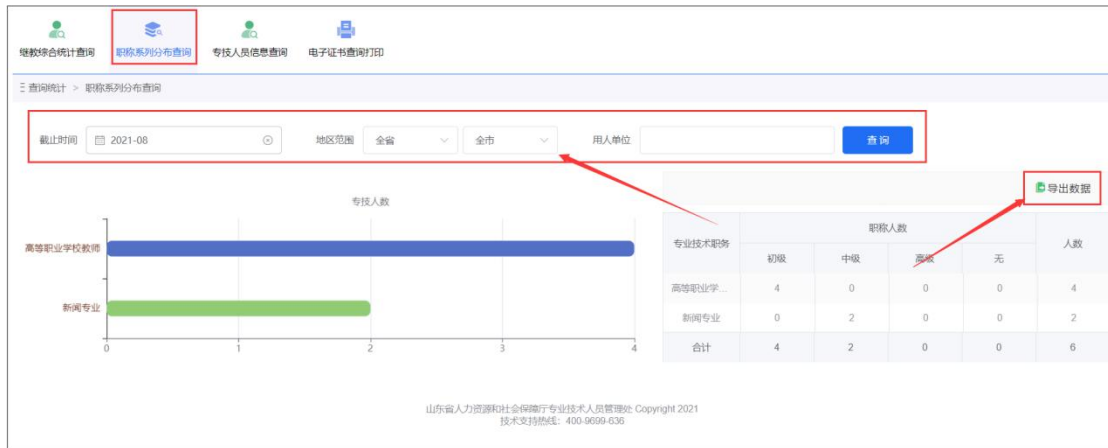 继教综合统计查询 职称系列分布查询 专技人员信息查询 电子证书查询打印
查询统计 > 职称系列分布查询
截止时间 2021-08 地区范围 全省 全市 用人单位 查询
导出数据
专技人数
高等职业学校教师
新闻专业
0 1 2 3 4
专业技术职务 职称人数 人数
初级 中级 高级 无
高等职业学... 4 0 0 0 4
新闻专业 0 2 0 0 2
合计 4 2 0 0 6
山东省人力资源和社会保障厅专业技术人员管理处 Copyright 2021
技术支持热线：400-9699-636